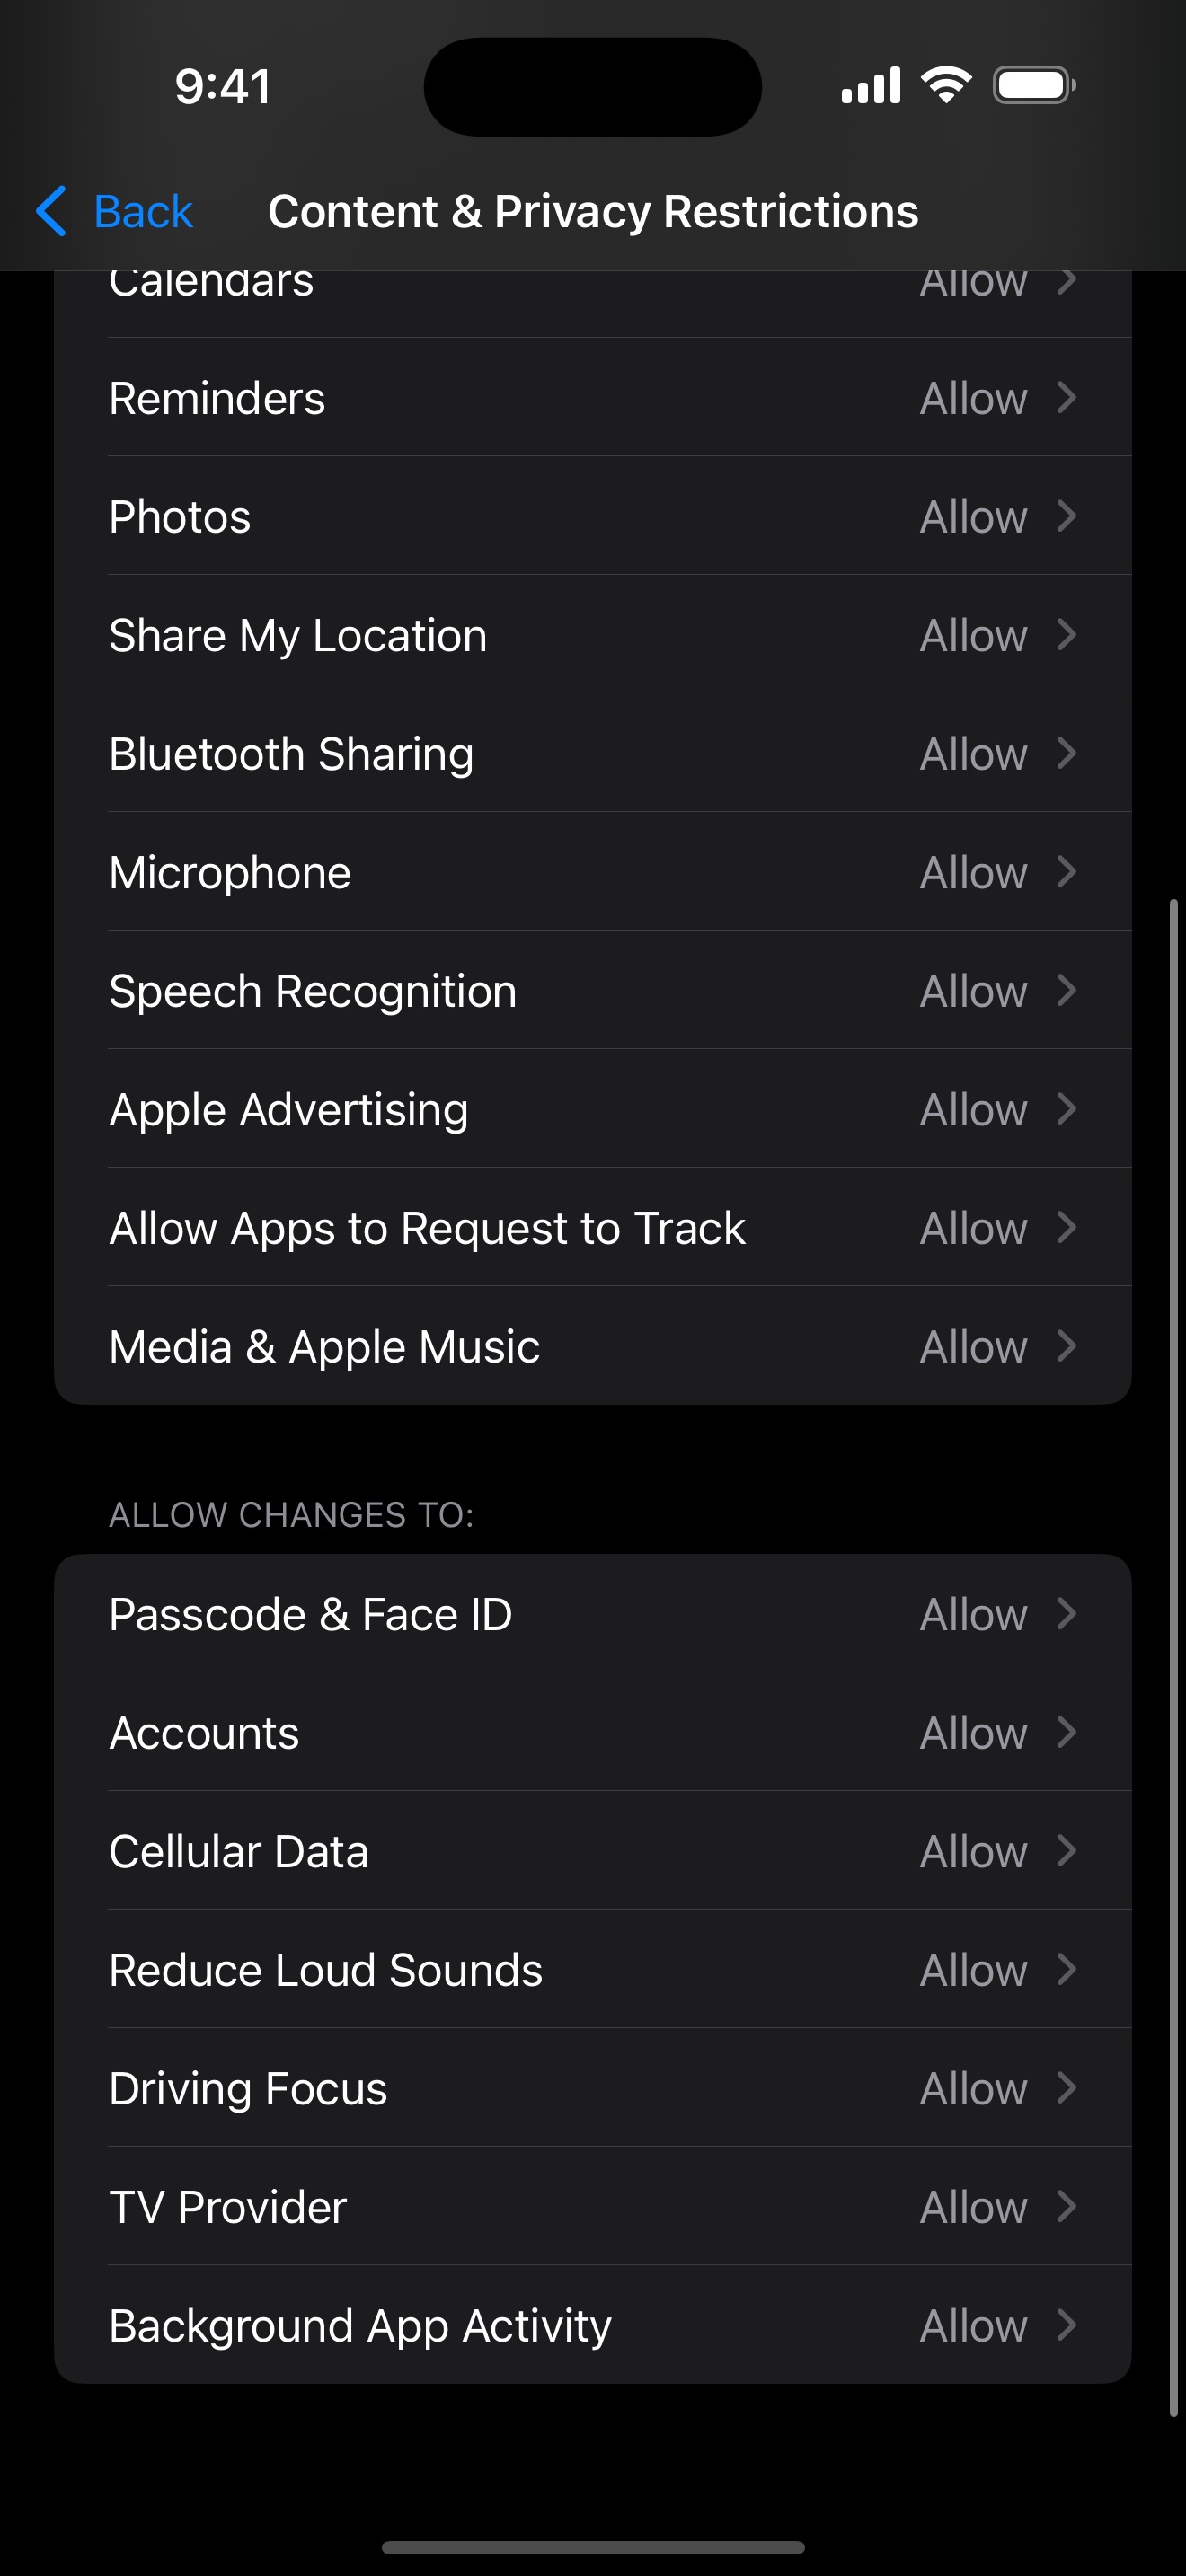 9:41
Back Content & Privacy Restrictions
Calendars Allow
Reminders Allow
Photos Allow
Share My Location Allow
Bluetooth Sharing Allow
Microphone Allow
Speech Recognition Allow
Apple Advertising Allow
Allow Apps to Request to Track Allow
Media & Apple Music Allow
ALLOW CHANGES TO:
Passcode & Face ID Allow
Accounts Allow
Cellular Data Allow
Reduce Loud Sounds Allow
Driving Focus Allow
TV Provider Allow
Background App Activity Allow